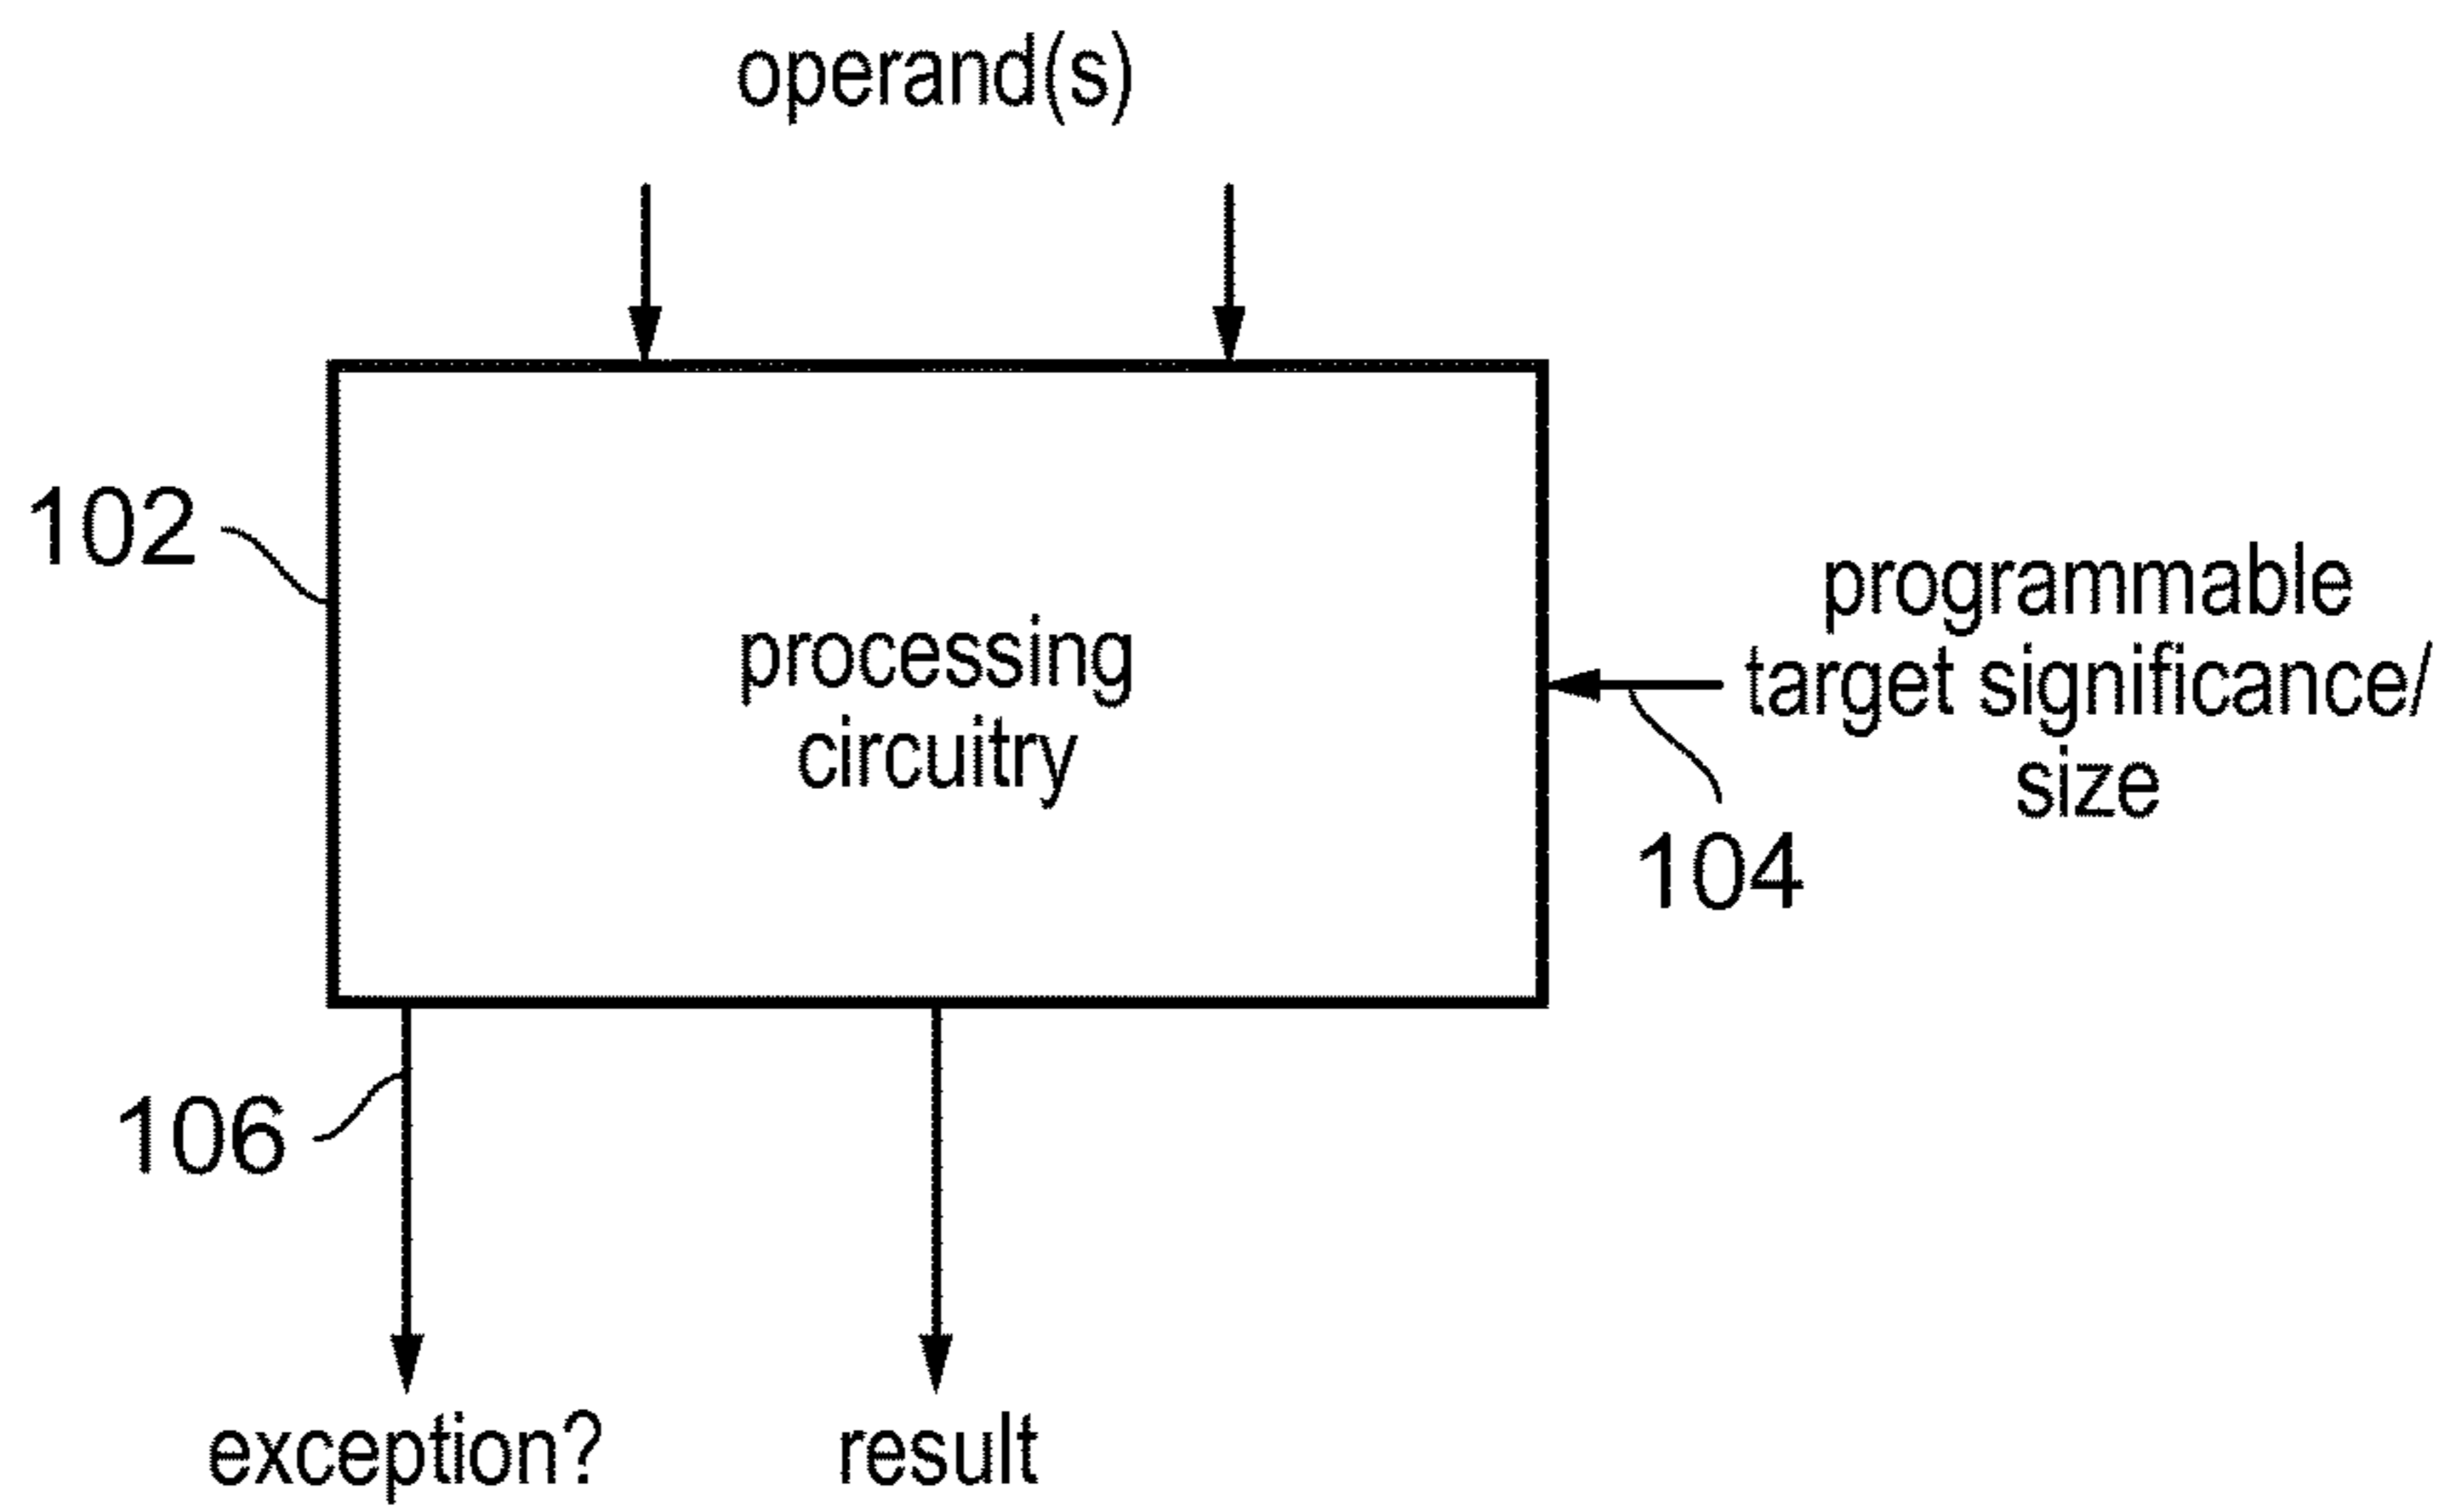 operand(s)
102
processing
circuitry
programmable
target significance/
size
104
106
exception?
result